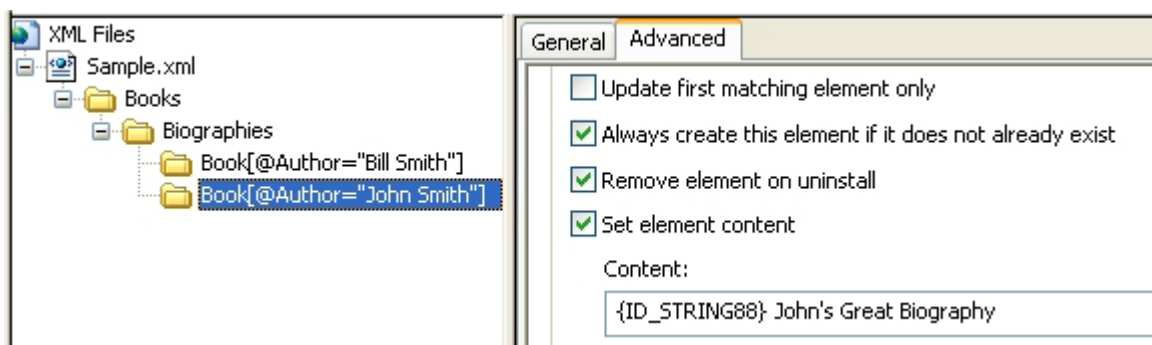 XML Files
Sample.xml
Books
Biographies
Book[@Author="Bill Smith"]
Book[@Author="John Smith"]
General
Advanced
Update first matching element only
Always create this element if it does not already exist
Remove element on uninstall
Set element content
Content:
{ID_STRING88} John's Great Biography